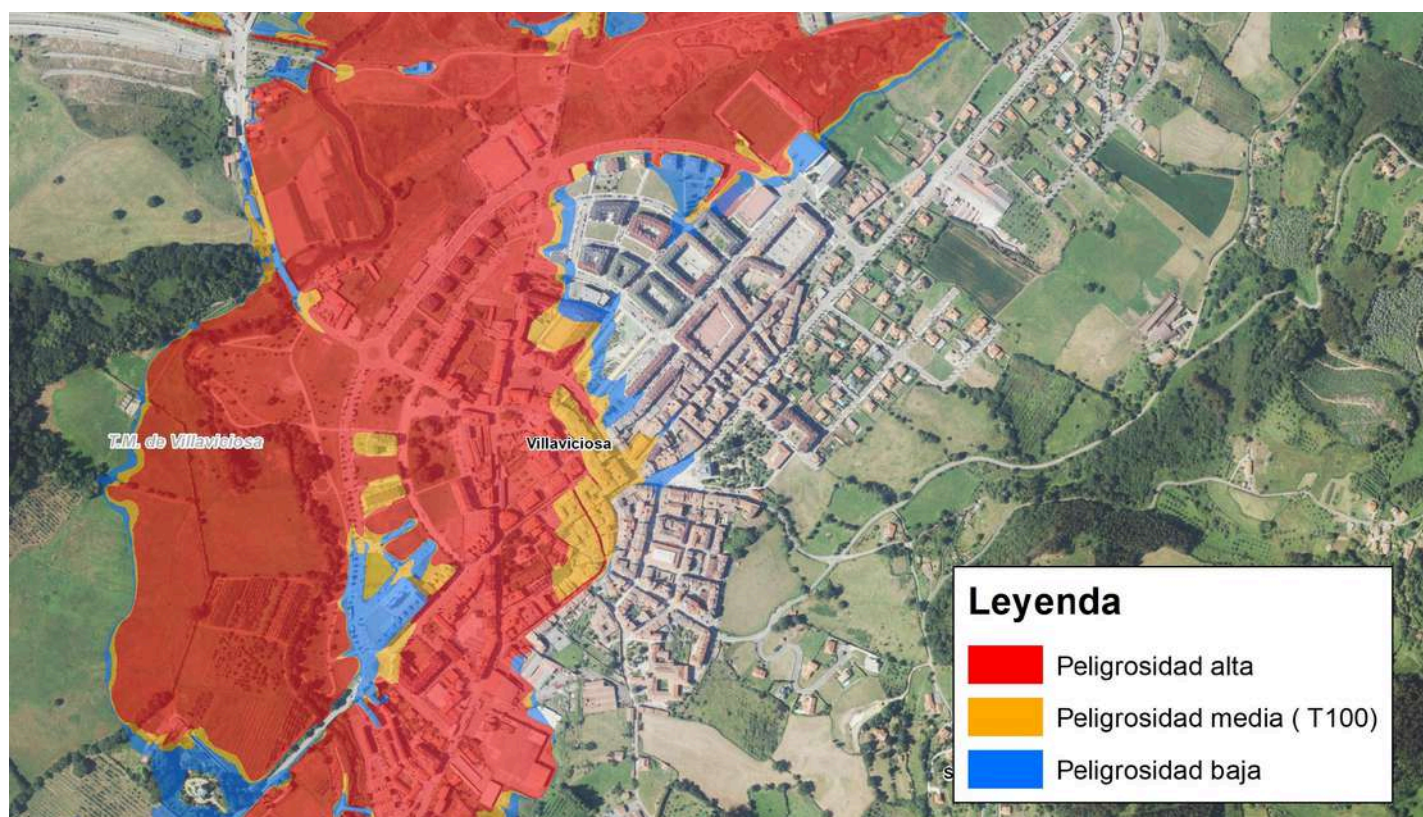 T.M. de Villaviciosa
Villaviciosa
Leyenda
Peligrosidad alta
Peligrosidad media ( T100)
Peligrosidad baja
S